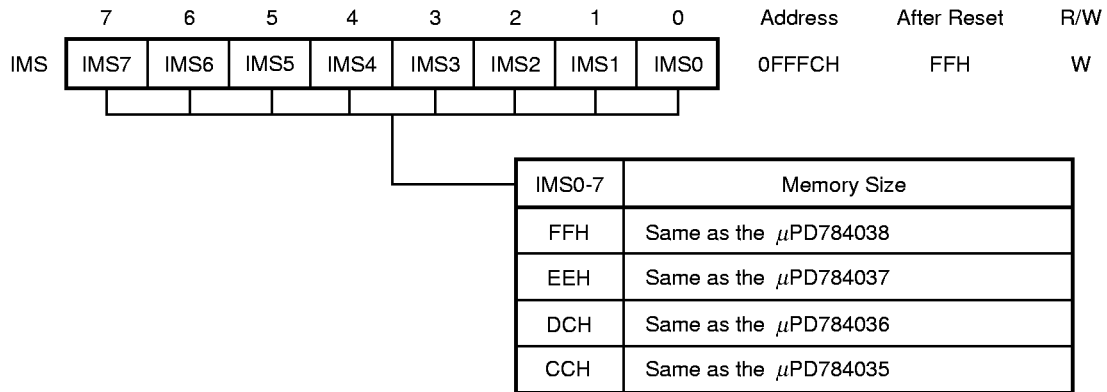 7 6 5 4 3 2 1 0 Address After Reset R/W
IMS IMS7 IMS6 IMS5 IMS4 IMS3 IMS2 IMS1 IMS0 0FFFCH FFH W
IMS0-7 Memory Size
FFH Same as the μPD784038
EEH Same as the μPD784037
DCH Same as the μPD784036
CCH Same as the μPD784035